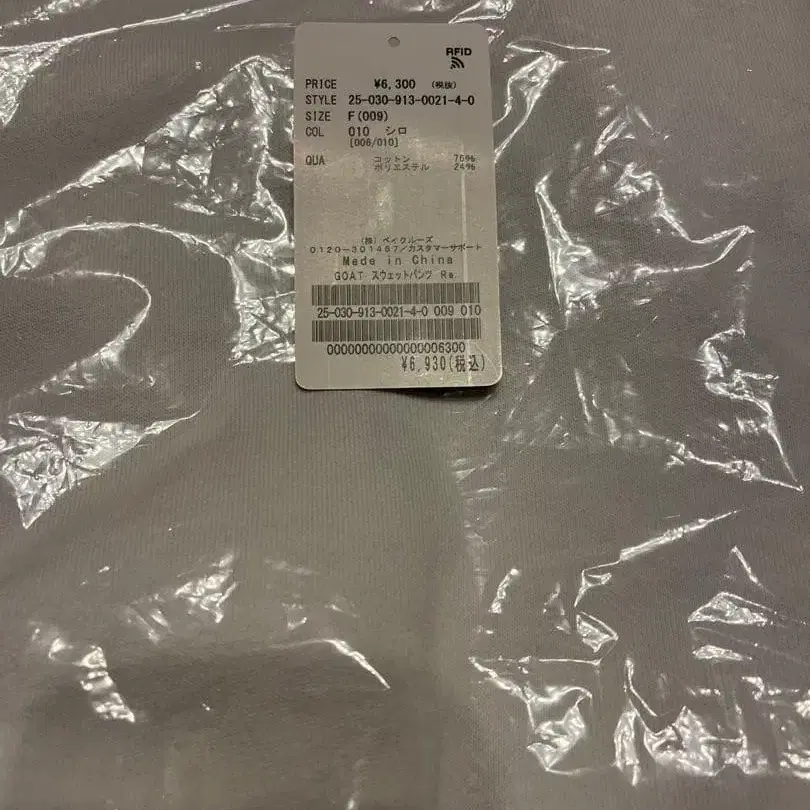 RFID
PRICE ¥6,300 (税抜)
STYLE 25-030-913-0021-4-0
SIZE F(009)
COL 010 シロ
[006/010]
QUA コットン 76%
ポリエステル 24%
(株) ベイクルーズ
0120-301457/カスタマーサポート
Made in China
GOAT スウェットパンツ Re.
25-030-913-0021-4-0 009 010
00000000000000006300
¥6,930(税込)